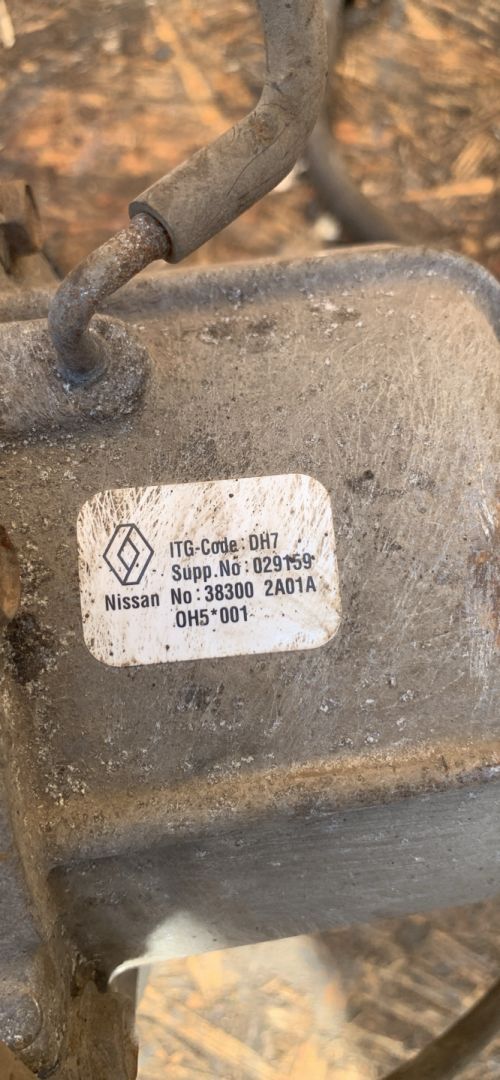 ITG-Code : DH7
Supp.No : 029159
Nissan No : 38300 2A01A
OH5*001